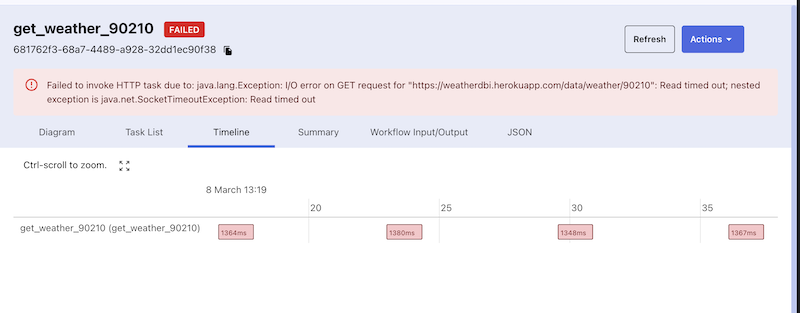 get_weather_90210 FAILED
681762f3-68a7-4489-a928-32dd1ec90f38
Refresh
Actions
Failed to invoke HTTP task due to: java.lang.Exception: I/O error on GET request for "https://weatherdbi.herokuapp.com/data/weather/90210": Read timed out; nested
exception is java.net.SocketTimeoutException: Read timed out
Diagram Task List Timeline Summary Workflow Input/Output JSON
Ctrl-scroll to zoom.
8 March 13:19
20 25 30 35
get_weather_90210 (get_weather_90210) 1364ms 1380ms 1348ms 1367ms